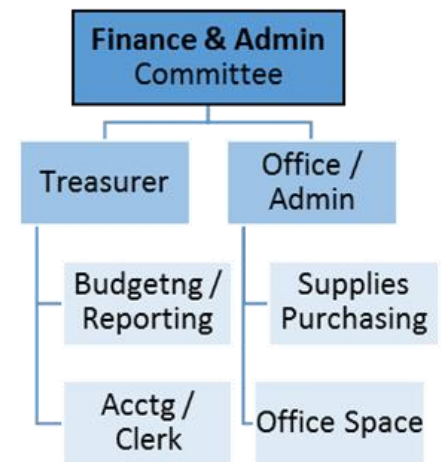 Finance & Admin
Committee
Treasurer
Office /
Admin
Budgetng /
Reporting
Supplies
Purchasing
Acctg /
Clerk
Office Space